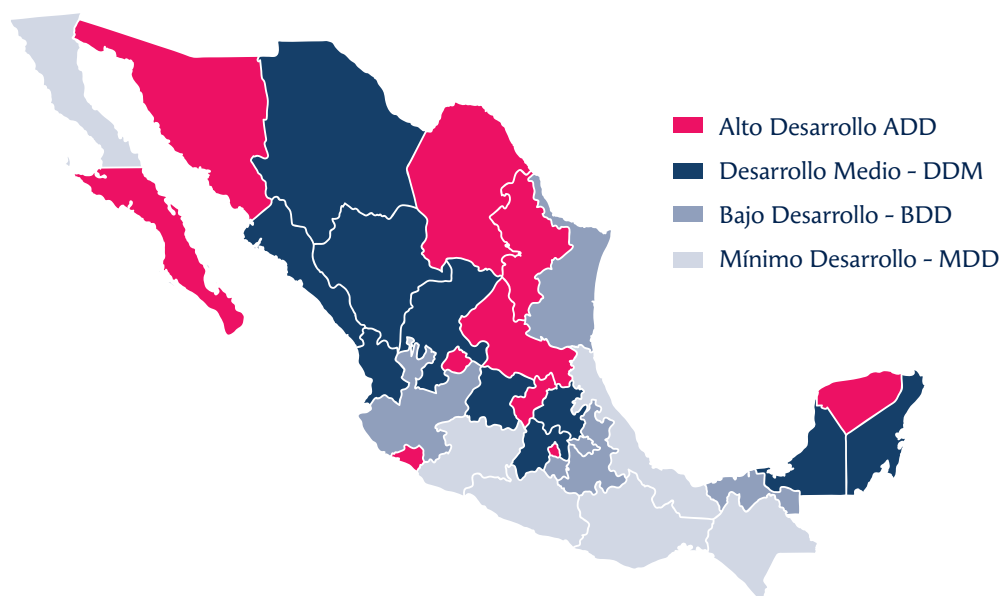 Alto Desarrollo ADD
Desarrollo Medio - DDM
Bajo Desarrollo - BDD
Mínimo Desarrollo - MDD